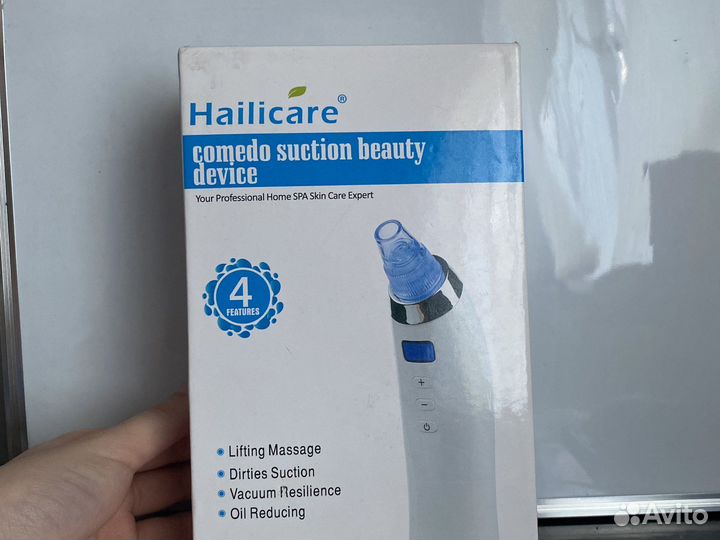 Hailicare®
comedo suction beauty
device
Your Professional Home SPA Skin Care Expert
4
FEATURES
+
−
Lifting Massage
Dirties Suction
Vacuum Resilience
Oil Reducing
Avito